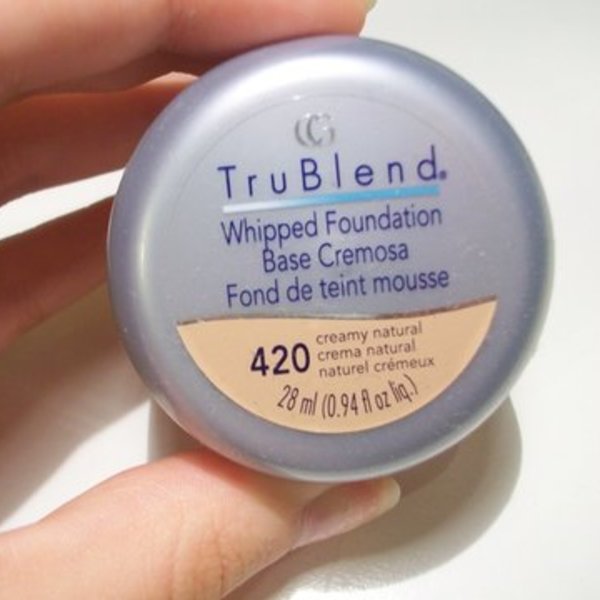 CG
TruBlend®
Whipped Foundation
Base Cremosa
Fond de teint mousse
420
creamy natural
crema natural
naturel crémeux
28 ml (0.94 fl oz liq.)